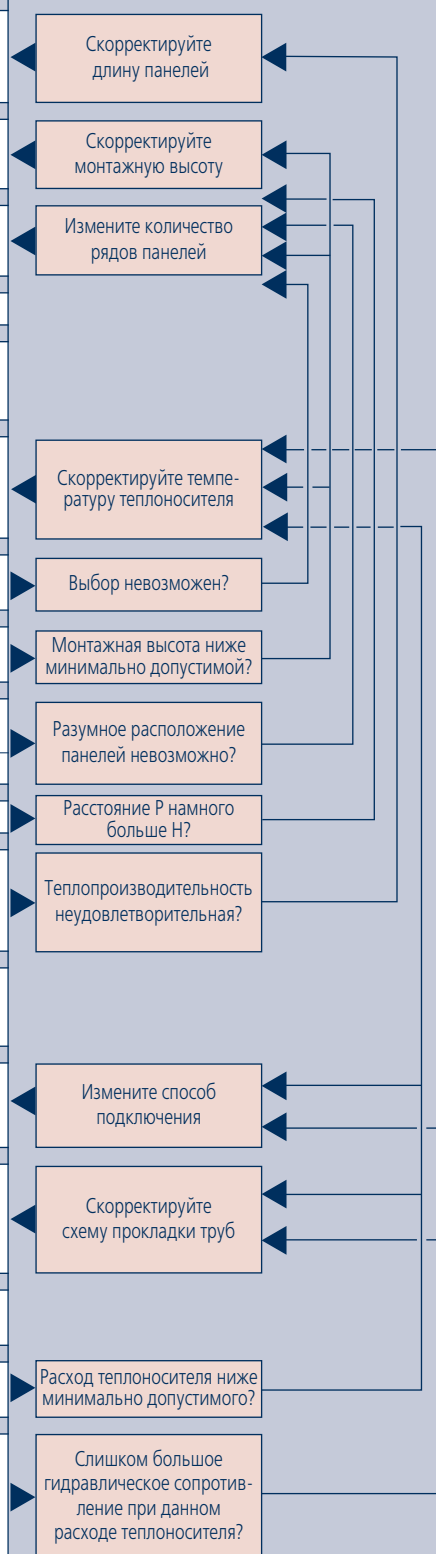 Скорректируйте
длину панелей
Скорректируйте
монтажную высоту
Измените количество
рядов панелей
Скорректируйте темпе-
ратуру теплоносителя
Выбор невозможен?
Монтажная высота ниже
минимально допустимой?
Разумное расположение
панелей невозможно?
Расстояние P намного
больше H?
Теплопроизводительность
неудовлетворительная?
Измените способ
подключения
Скорректируйте
схему прокладки труб
Расход теплоносителя ниже
минимально допустимого?
Слишком большое
гидравлическое сопротив-
ление при данном
расходе теплоносителя?